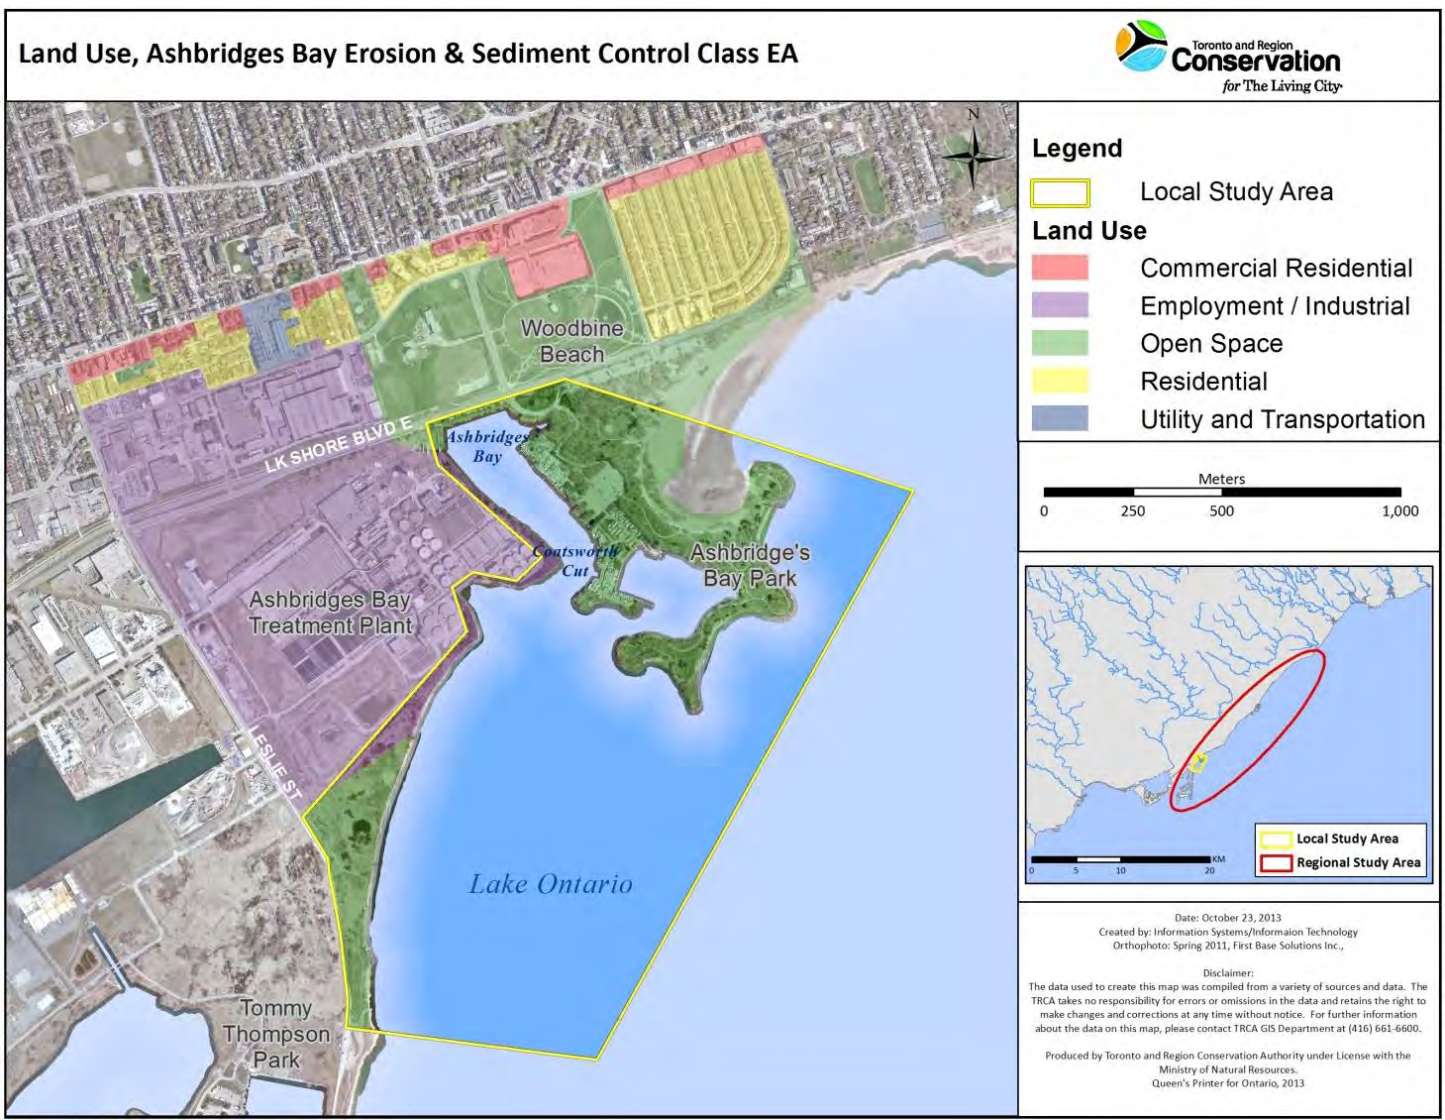 Land Use, Ashbridges Bay Erosion & Sediment Control Class EA
Toronto and Region
Conservation
for The Living City·
N
Woodbine
Beach
LK SHORE BLVD E
Ashbridges
Bay
Coatsworth
Cut
Ashbridge's
Bay Park
Ashbridges Bay
Treatment Plant
LESLIE ST
Lake Ontario
Tommy
Thompson
Park
Legend
Local Study Area
Land Use
Commercial Residential
Employment / Industrial
Open Space
Residential
Utility and Transportation
Meters
0 250 500 1,000
Local Study Area
Regional Study Area
KM
0 5 10 20
Date: October 23, 2013
Created by: Information Systems/Informaion Technology
Orthophoto: Spring 2011, First Base Solutions Inc.,
Disclaimer:
The data used to create this map was compiled from a variety of sources and data. The
TRCA takes no responsibility for errors or omissions in the data and retains the right to
make changes and corrections at any time without notice. For further information
about the data on this map, please contact TRCA GIS Department at (416) 661-6600.
Produced by Toronto and Region Conservation Authority under License with the
Ministry of Natural Resources.
Queen's Printer for Ontario, 2013